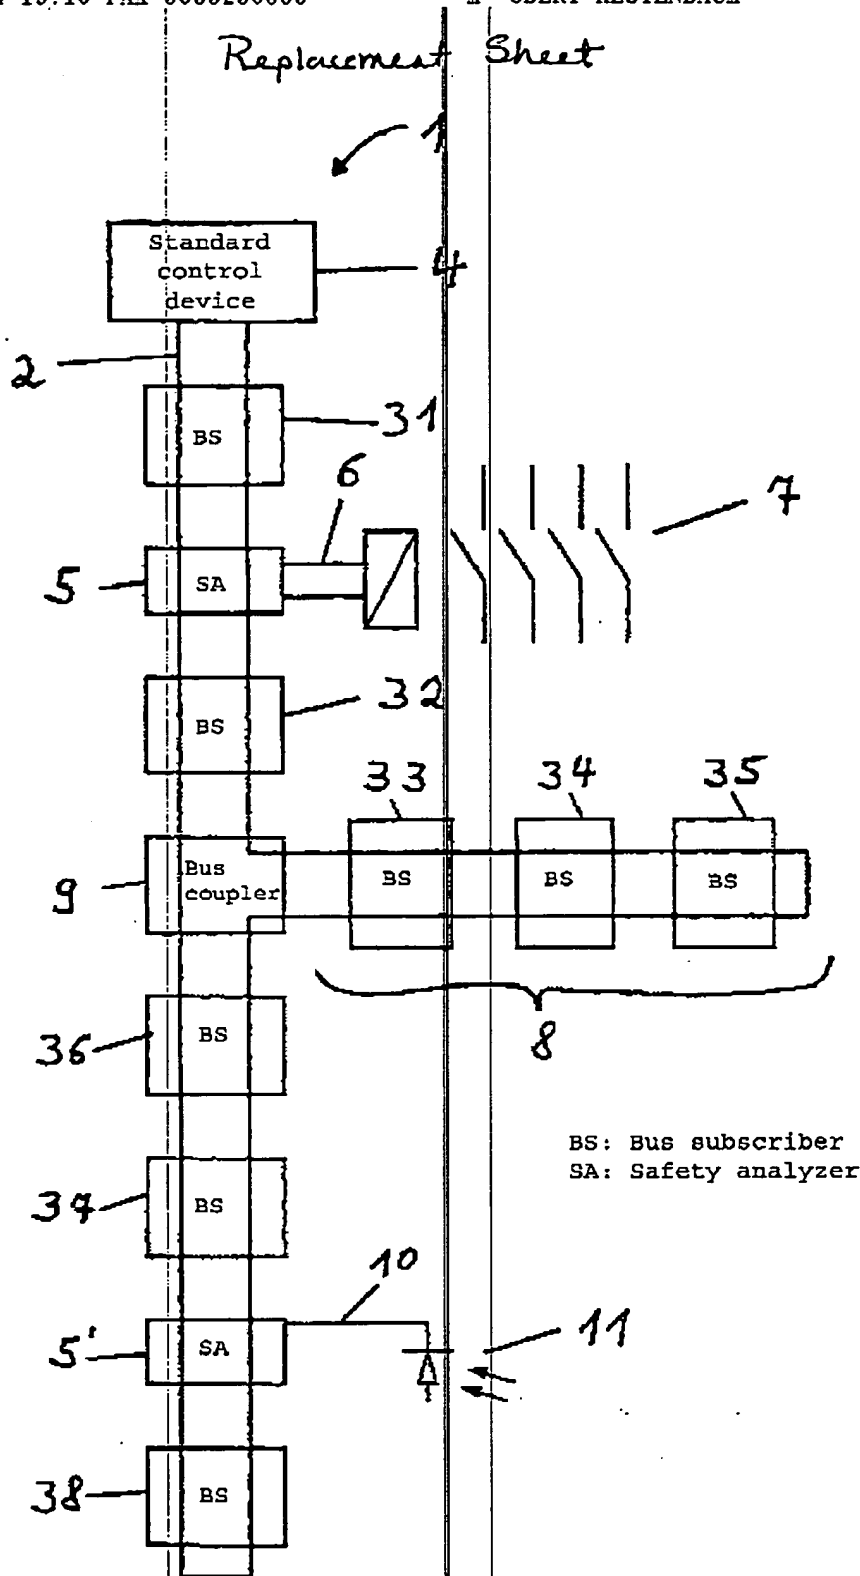 Replacement Sheet
1
Standard
control
device
4
2
BS
31
6
7
5
SA
BS
32
33
34
35
9
Bus
coupler
BS
BS
BS
8
36
BS
BS: Bus subscriber
SA: Safety analyzer
37
BS
10
5'
SA
11
38
BS